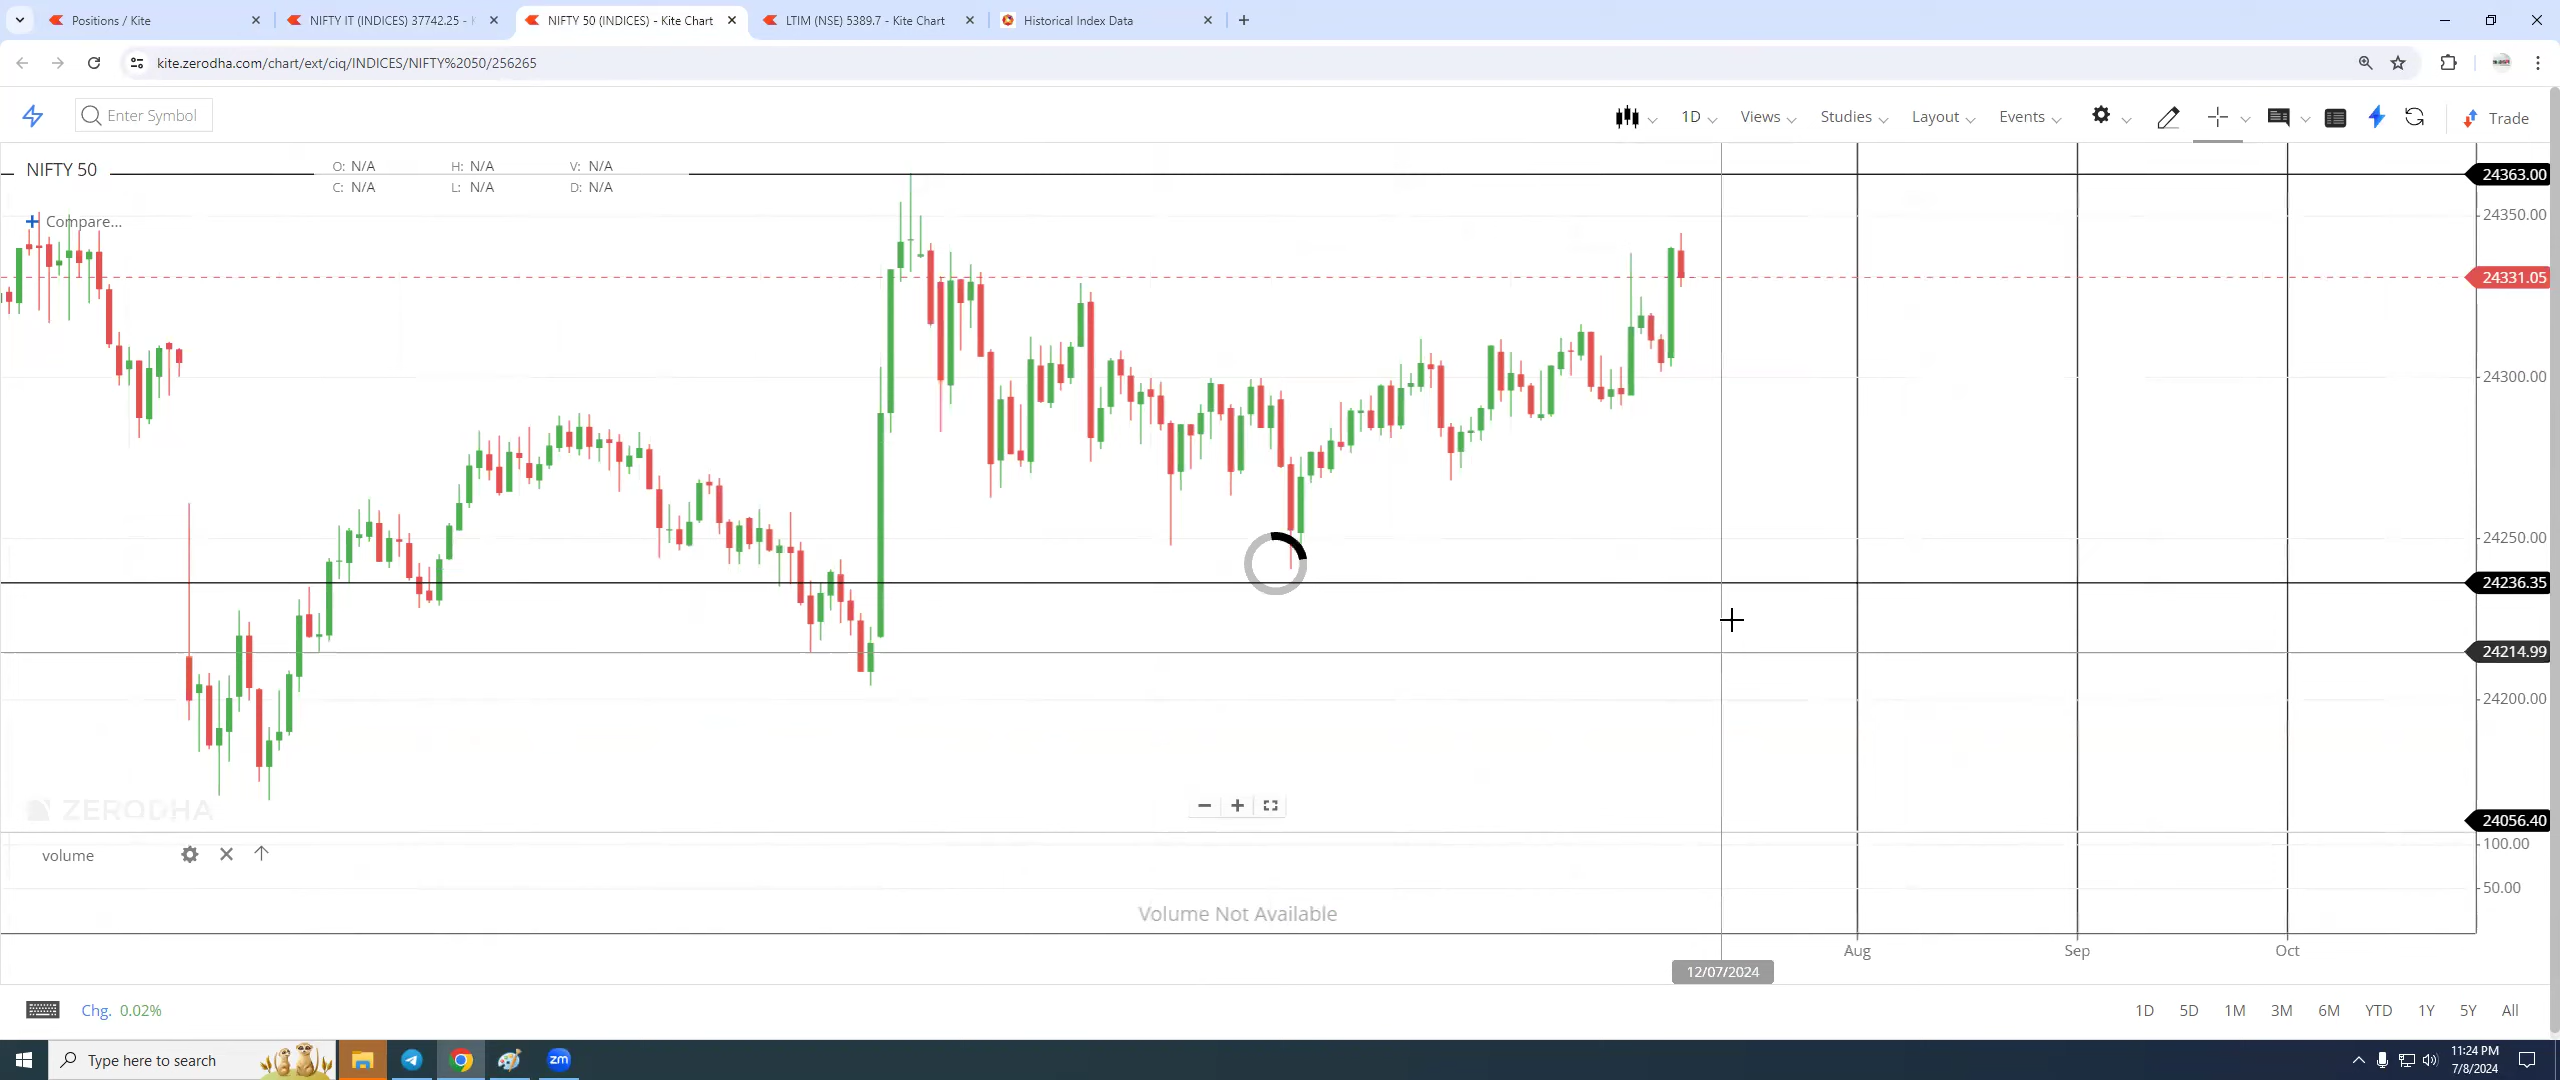 Positions / Kite
NIFTY IT (INDICES) 37742.25 -
NIFTY 50 (INDICES) - Kite Chart
LTIM (NSE) 5389.7 - Kite Chart
Historical Index Data
kite.zerodha.com/chart/ext/ciq/INDICES/NIFTY%2050/256265
Enter Symbol
1D
Views
Studies
Layout
Events
Trade
NIFTY 50
O: N/A
H: N/A
V: N/A
C: N/A
L: N/A
D: N/A
Compare...
24363.00
24350.00
24331.05
24300.00
24250.00
24236.35
24214.99
24200.00
24056.40
ZERODHA
volume
100.00
50.00
Volume Not Available
Aug
Sep
Oct
12/07/2024
Chg. 0.02%
1D
5D
1M
3M
6M
YTD
1Y
5Y
All
Type here to search
zm
11:24 PM
7/8/2024